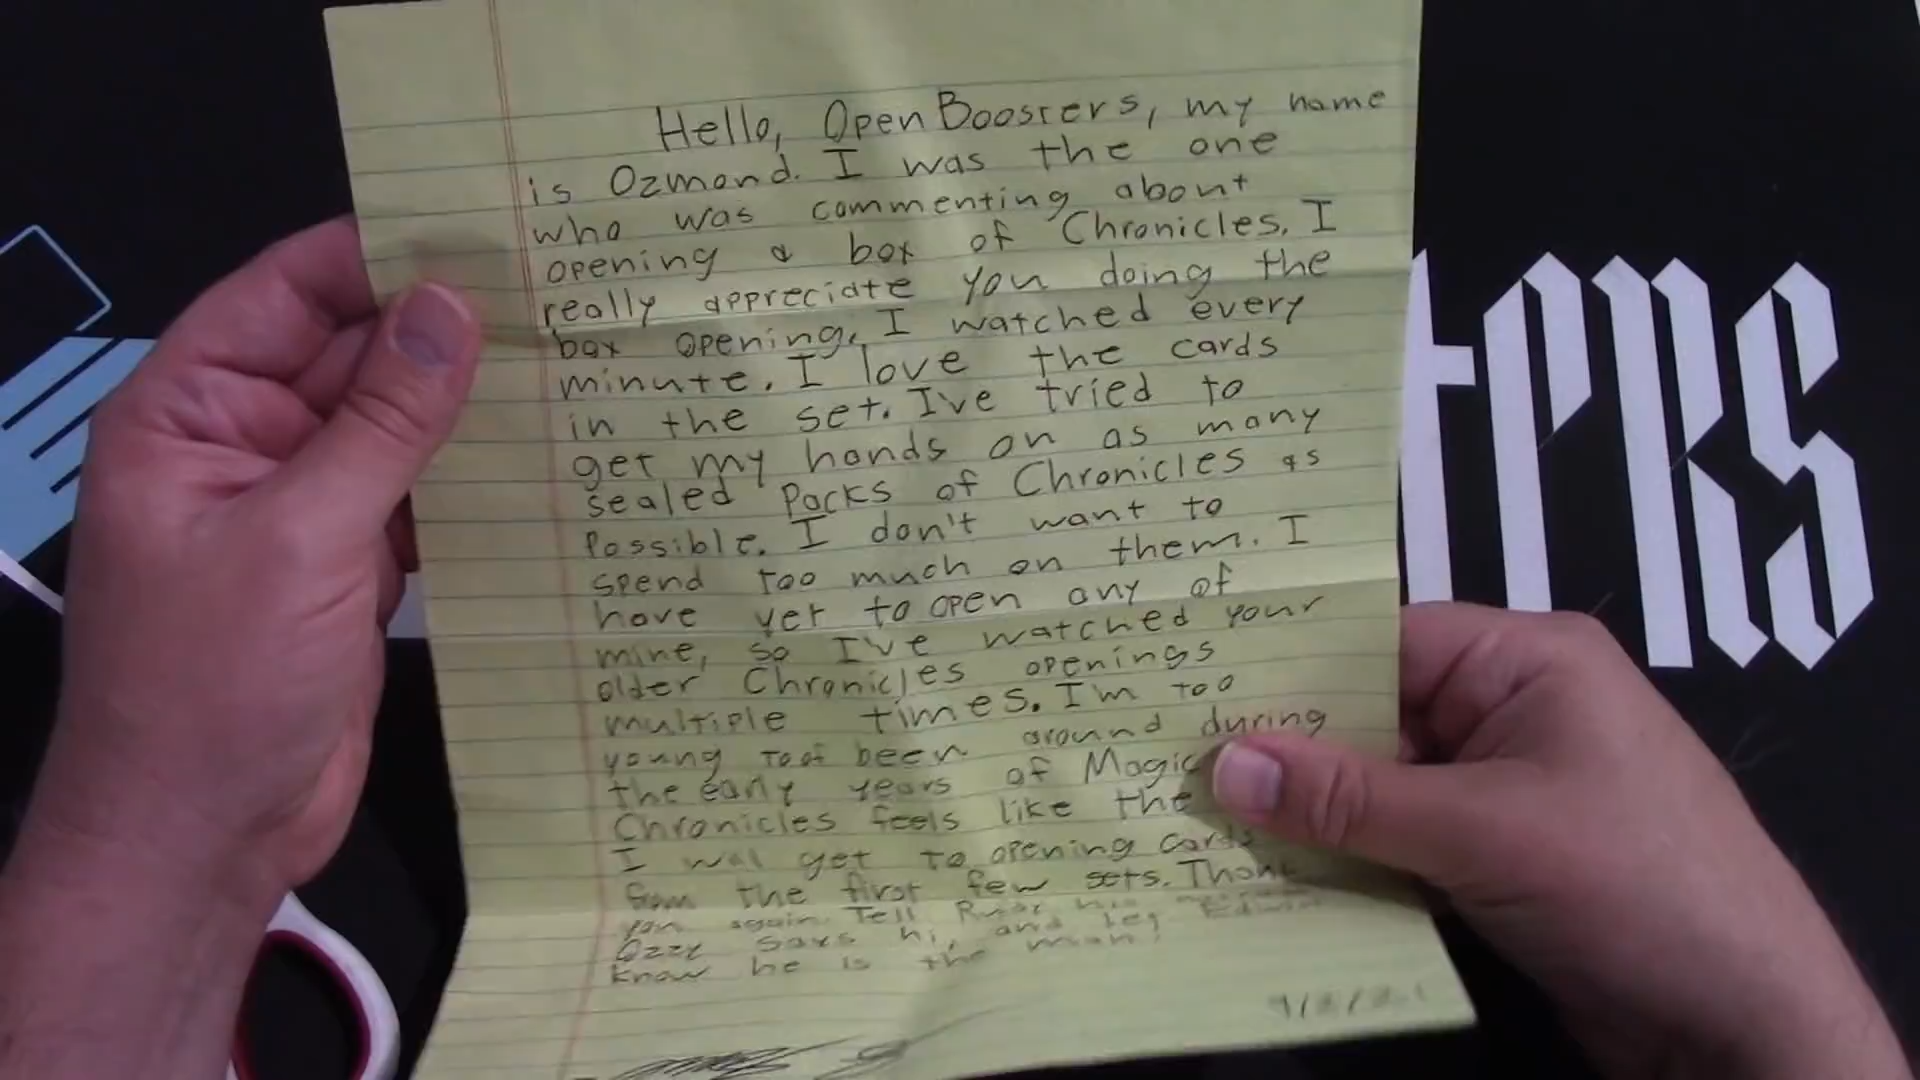 Hello, OpenBoosters, my name
is Ozmond. I was the one
who was commenting about
opening a box of Chronicles. I
really appreciate you doing the
box opening, I watched every
minute. I love the cards
in the set. I've tried to
get my hands on as many
sealed packs of Chronicles as
possible. I don't want to
spend too much on them. I
have yet to open any of
mine, so I've watched your
older Chronicles openings
multiple times. I'm too
young been around during
the early years of Magic
Chronicles feels like the
I get to opening cards
from the first few sets. Thank
you again. Tell
Ozzy says hi, and let
know he is the man!
ters